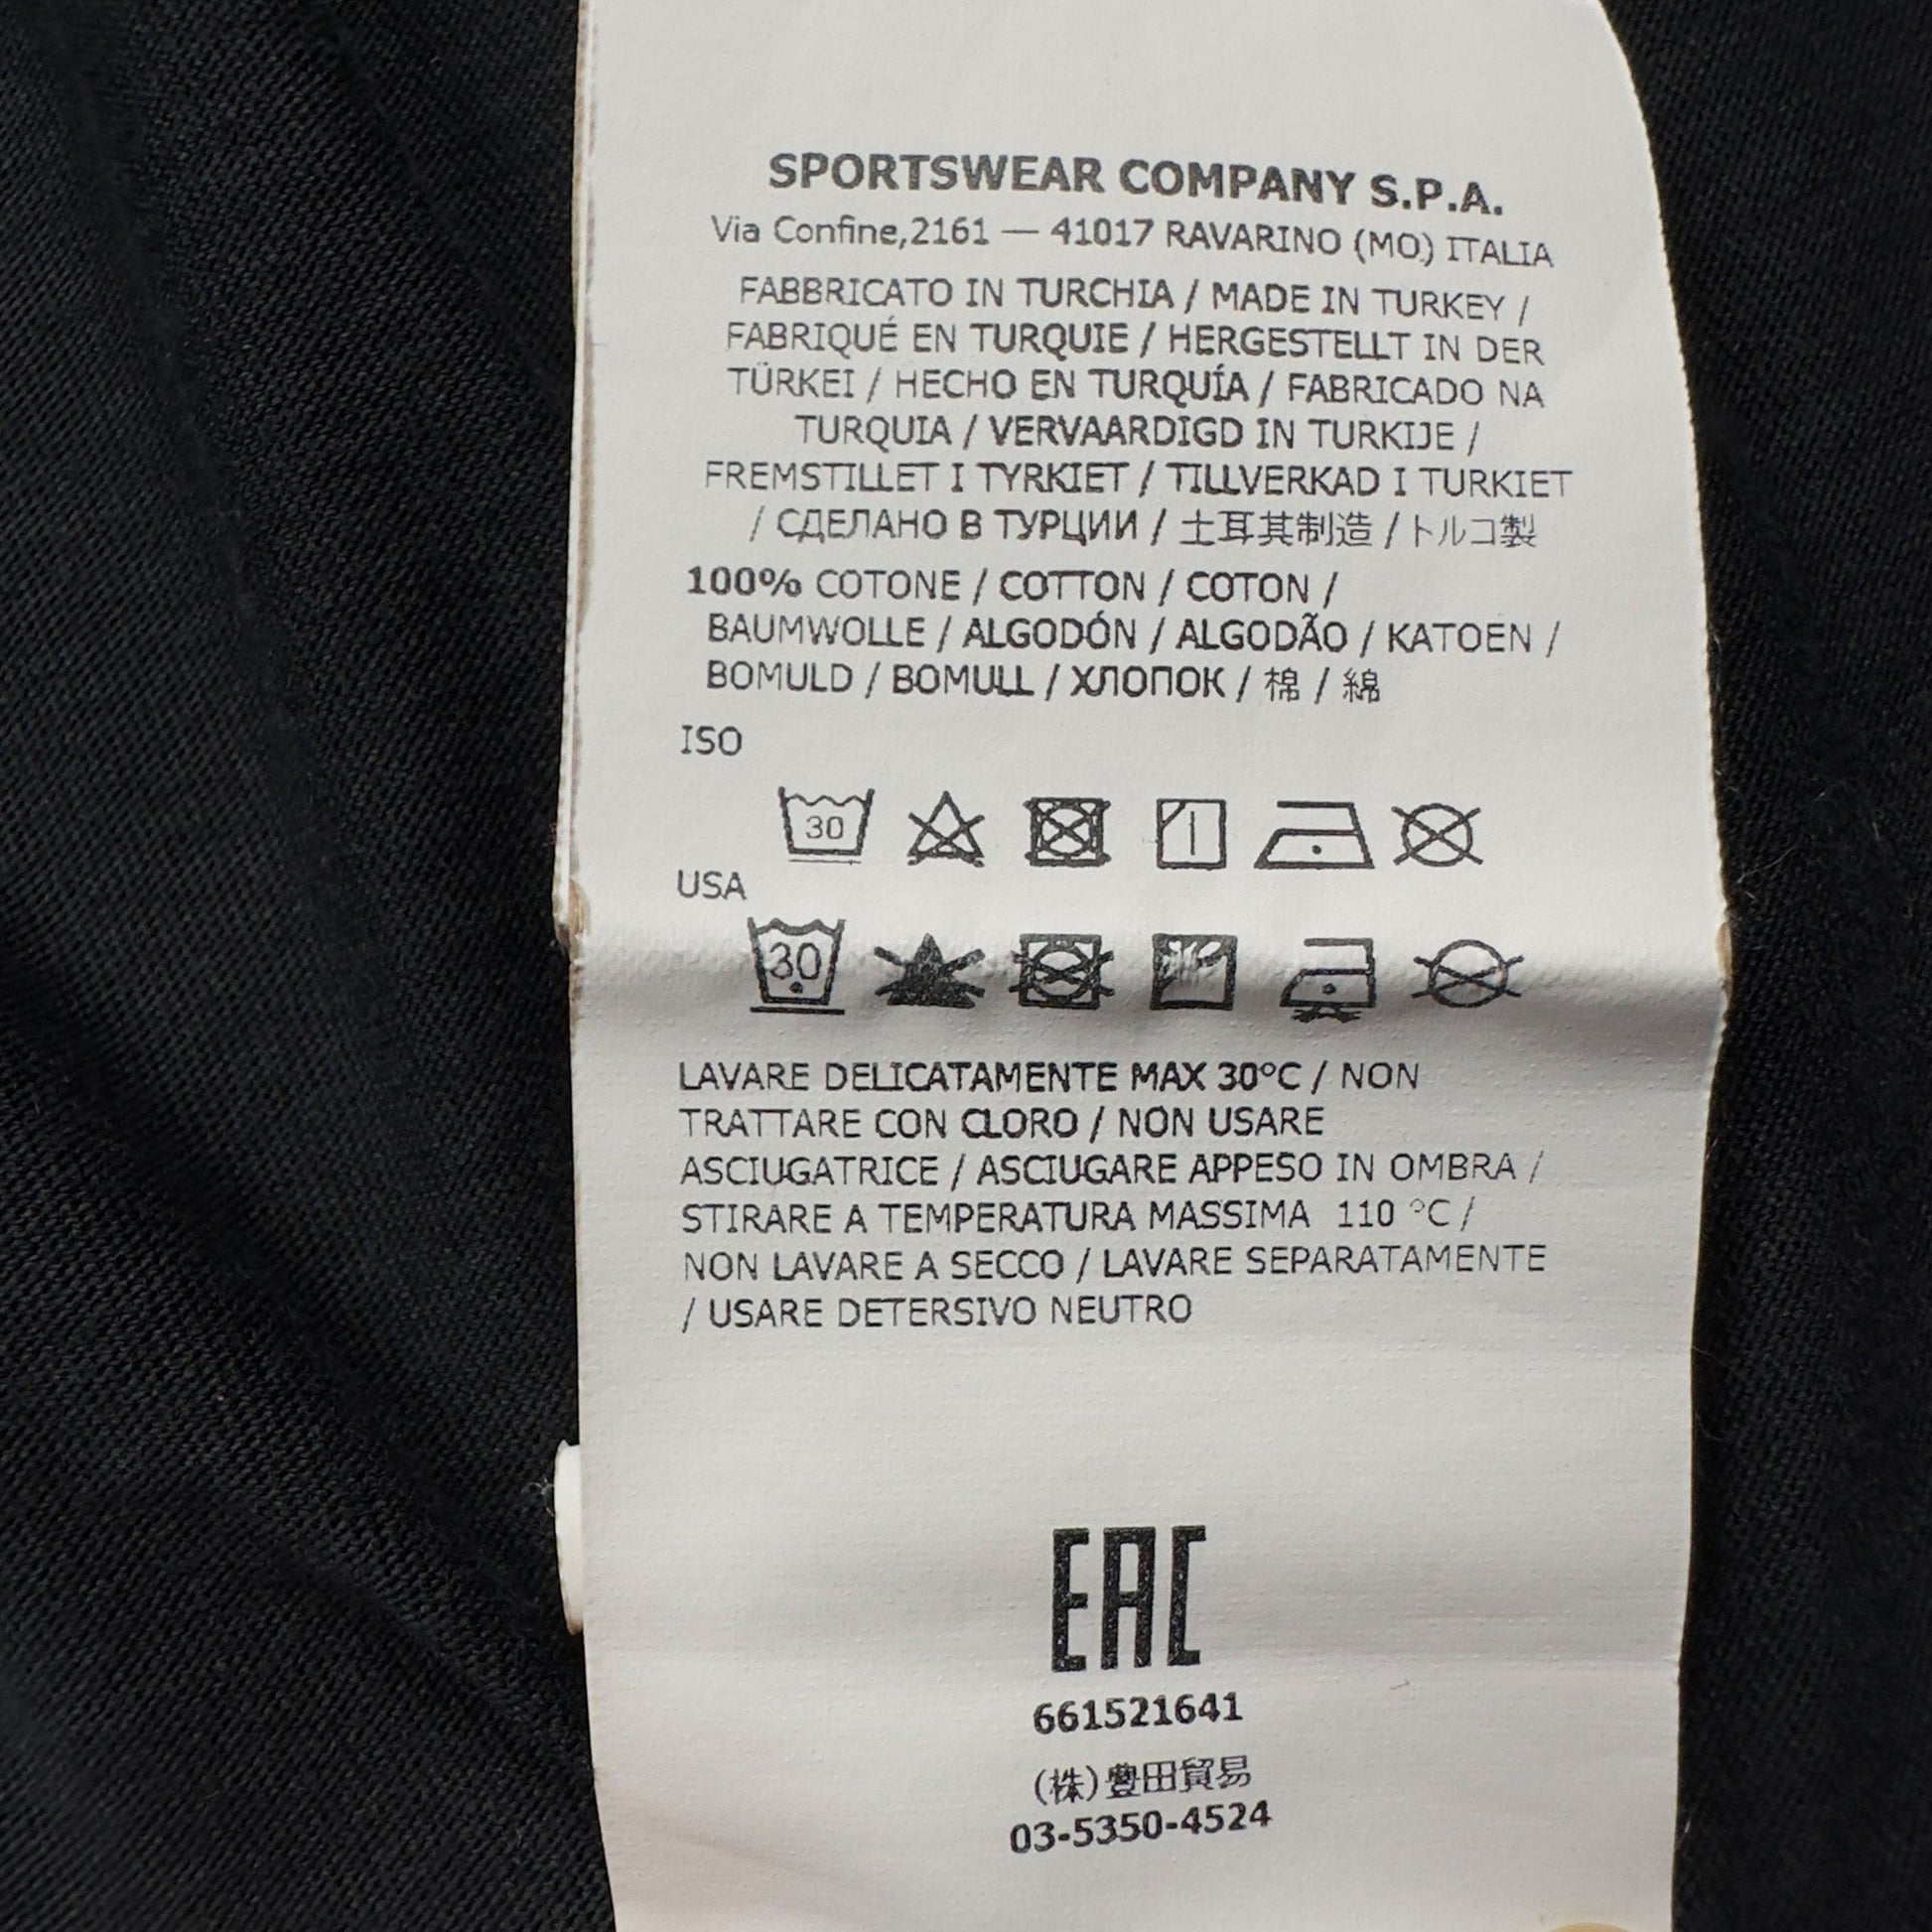 SPORTSWEAR COMPANY S.P.A.
Via Confine,2161 — 41017 RAVARINO (MO) ITALIA
FABBRICATO IN TURCHIA / MADE IN TURKEY /
FABRIQUÉ EN TURQUIE / HERGESTELLT IN DER
TÜRKEI / HECHO EN TURQUÍA / FABRICADO NA
TURQUIA / VERVAARDIGD IN TURKIJE /
FREMSTILLET I TYRKIET / TILLVERKAD I TURKIET
/ СДЕЛАНО В ТУРЦИИ / 土耳其制造 / トルコ製
100% COTONE / COTTON / COTON /
BAUMWOLLE / ALGODÓN / ALGODÃO / KATOEN /
BOMULD / BOMULL / ХЛОПОК / 棉 / 綿
ISO
30
USA
30
LAVARE DELICATAMENTE MAX 30°C / NON
TRATTARE CON CLORO / NON USARE
ASCIUGATRICE / ASCIUGARE APPESO IN OMBRA /
STIRARE A TEMPERATURA MASSIMA 110 °C /
NON LAVARE A SECCO / LAVARE SEPARATAMENTE
/ USARE DETERSIVO NEUTRO
EAC
661521641
(株)豊田貿易
03-5350-4524